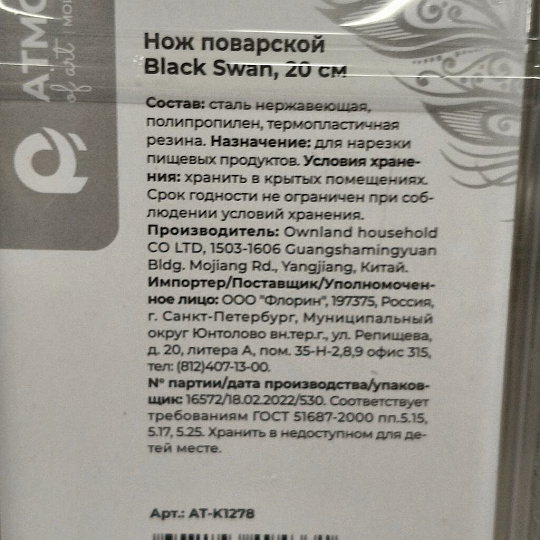 Нож поварской
Black Swan, 20 см
Состав: сталь нержавеющая,
полипропилен, термопластичная
резина. Назначение: для нарезки
пищевых продуктов. Условия хране-
ния: хранить в крытых помещениях.
Срок годности не ограничен при соб-
людении условий хранения.
Производитель: Ownland household
CO LTD, 1503-1606 Guangshamingyuan
Bldg. Mojiang Rd., Yangjiang, Китай.
Импортер/Поставщик/Уполномочен-
ное лицо: ООО "Флорин", 197375, Россия,
г. Санкт-Петербург, Муниципальный
округ Юнтолово вн.тер.г., ул. Репищева,
д. 20, литера А, пом. 35-Н-2,8,9 офис 315,
тел: (812)407-13-00.
N° партии/дата производства/упаков-
щик: 16572/18.02.2022/530. Соответствует
требованиям ГОСТ 51687-2000 пп.5.15,
5.17, 5.25. Хранить в недоступном для де-
тей месте.
Арт.: AT-K1278
of art